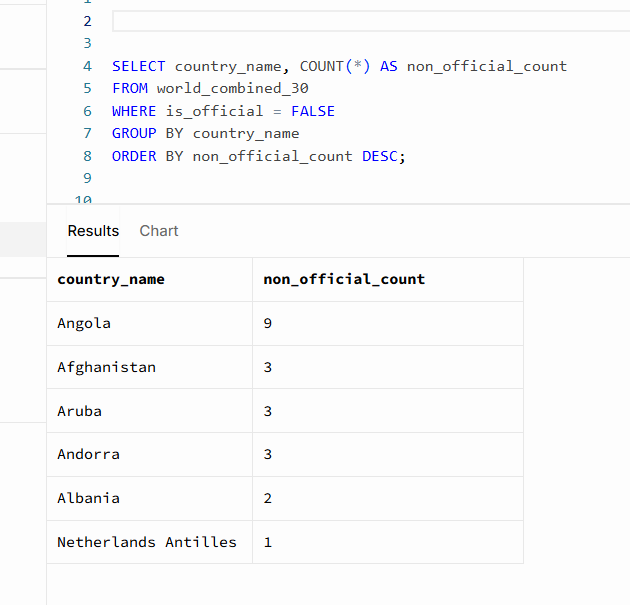 1
2
3
4 SELECT country_name, COUNT(*) AS non_official_count
5 FROM world_combined_30
6 WHERE is_official = FALSE
7 GROUP BY country_name
8 ORDER BY non_official_count DESC;
9
10
Results Chart
country_name non_official_count
Angola 9
Afghanistan 3
Aruba 3
Andorra 3
Albania 2
Netherlands Antilles 1